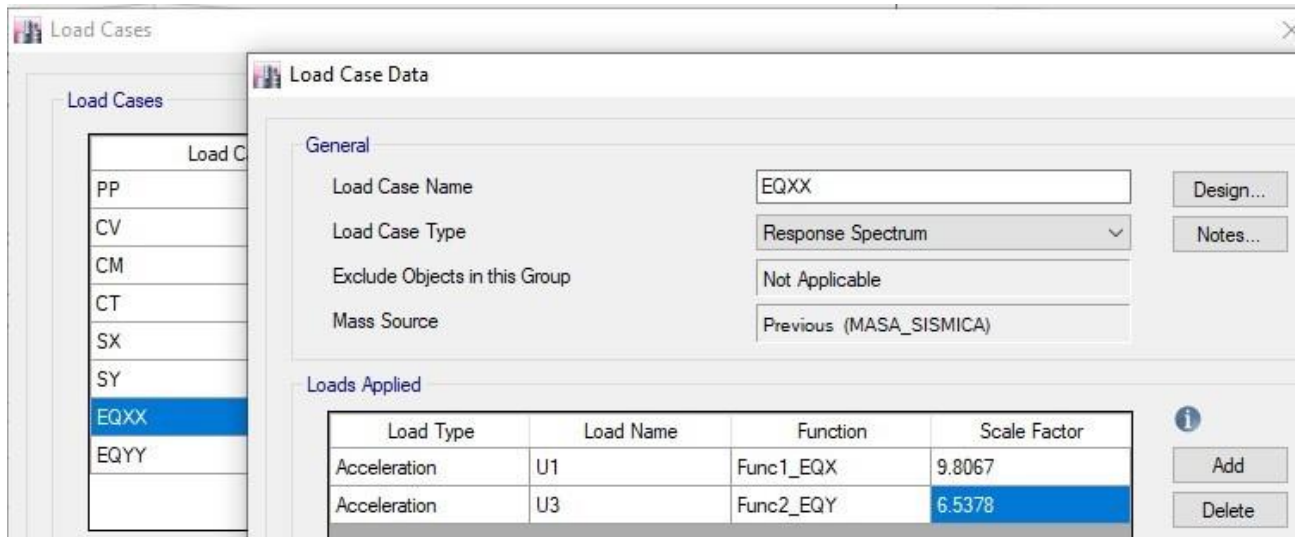 Load Cases
Load Case Data
Load Cases
General
Load C
PP
CV
CM
CT
SX
SY
EQXX
EQYY
Load Case Name EQXX Design...
Load Case Type Response Spectrum Notes...
Exclude Objects in this Group Not Applicable
Mass Source Previous (MASA_SISMICA)
Loads Applied
Load Type Load Name Function Scale Factor
Acceleration U1 Func1_EQX 9.8067 Add
Acceleration U3 Func2_EQY 6.5378 Delete